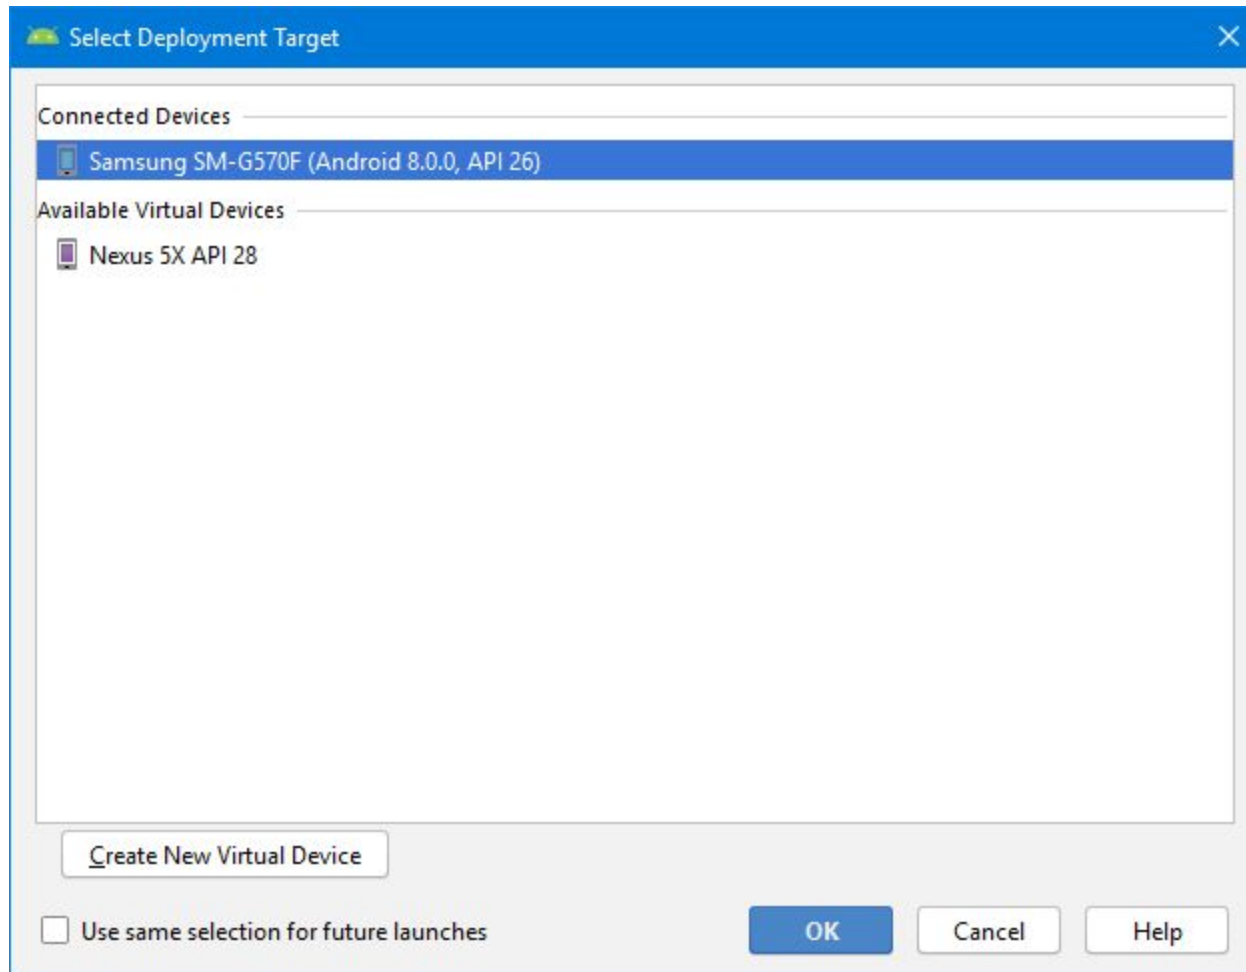 Select Deployment Target
Connected Devices
Samsung SM-G570F (Android 8.0.0, API 26)
Available Virtual Devices
Nexus 5X API 28
Create New Virtual Device
Use same selection for future launches
OK
Cancel
Help